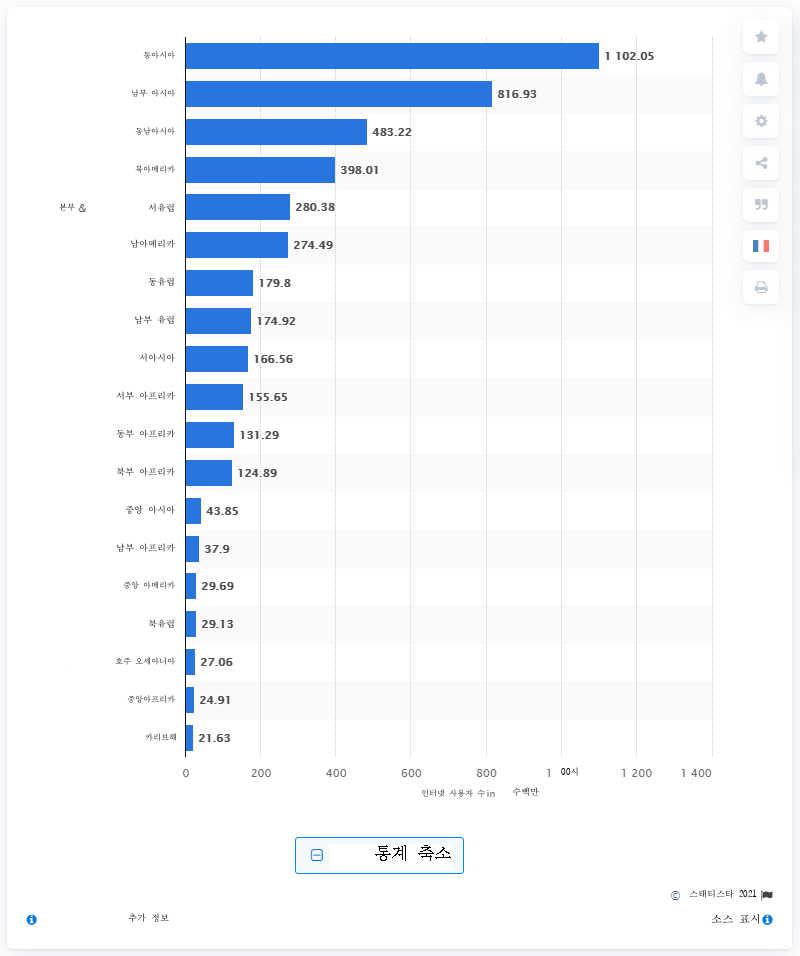 동아시아 1 102.05
남부 아시아 816.93
동남아시아 483.22
북아메리카 398.01
본부 & 서유럽 280.38
남아메리카 274.49
동유럽 179.8
남부 유럽 174.92
서아시아 166.56
서부 아프리카 155.65
동부 아프리카 131.29
북부 아프리카 124.89
중앙 아시아 43.85
남부 아프리카 37.9
중앙 아메리카 29.69
북유럽 29.13
호주 오세아니아 27.06
중앙아프리카 24.91
카리브해 21.63
0 200 400 600 800 1 00시 1 200 1 400
인터넷 사용자 수 in 수백만
통계 축소
© 스태티스타 2021
추가 정보 소스 표시